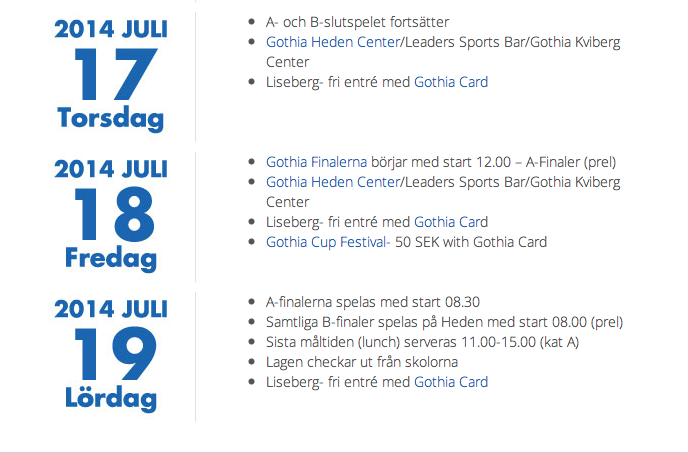 2014 JULI
17
Torsdag
A- och B-slutspelet fortsätter
Gothia Heden Center/Leaders Sports Bar/Gothia Kviberg
Center
Liseberg- fri entré med Gothia Card
2014 JULI
18
Fredag
Gothia Finalerna börjar med start 12.00 – A-Finaler (prel)
Gothia Heden Center/Leaders Sports Bar/Gothia Kviberg
Center
Liseberg- fri entré med Gothia Card
Gothia Cup Festival- 50 SEK with Gothia Card
2014 JULI
19
Lördag
A-finalerna spelas med start 08.30
Samtliga B-finaler spelas på Heden med start 08.00 (prel)
Sista måltiden (lunch) serveras 11.00-15.00 (kat A)
Lagen checkar ut från skolorna
Liseberg- fri entré med Gothia Card